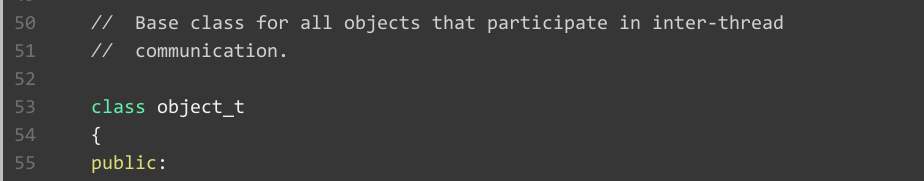 50 //  Base class for all objects that participate in inter-thread
51 //  communication.
52
53 class object_t
54 {
55 public: